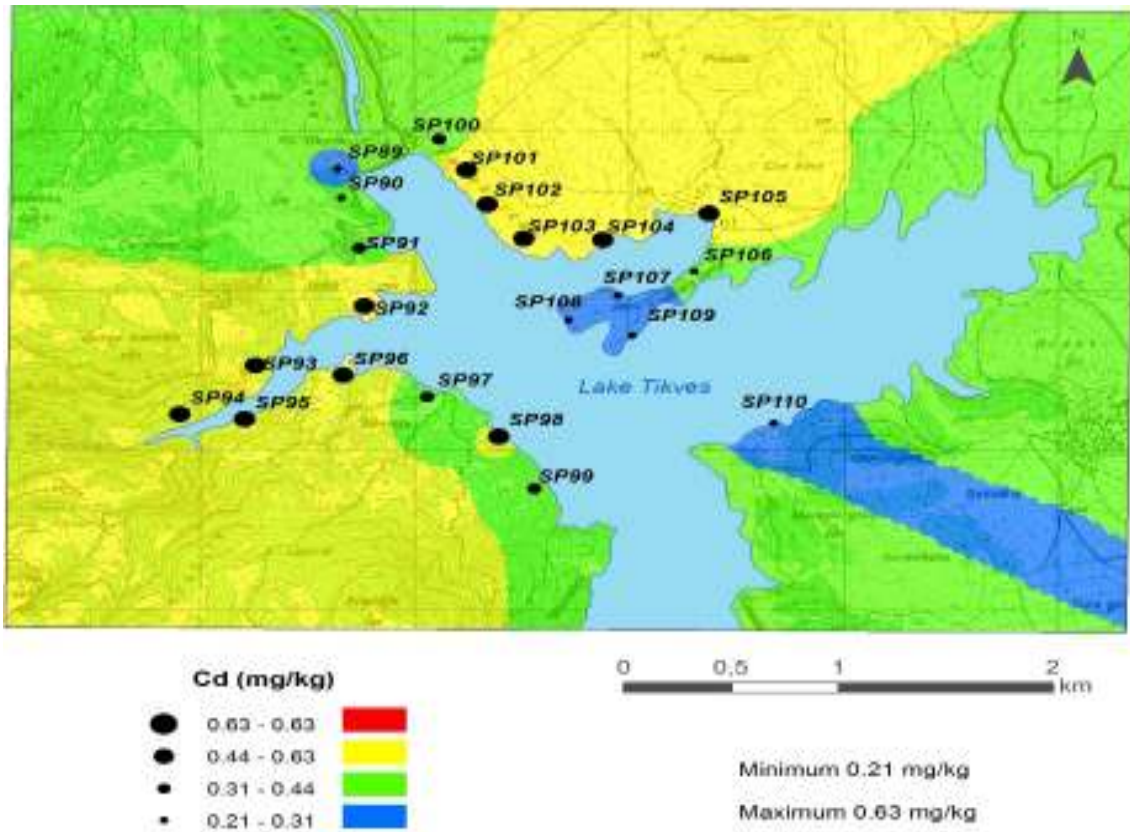 N
SP100
SP89
SP101
SP90
SP102
SP105
SP103
SP104
SP91
SP106
SP107
SP108
SP92
SP109
SP93
SP96
SP97
Lake Tikves
SP94
SP95
SP110
SP98
SP99
Cd (mg/kg)
0.63 - 0.63
0.44 - 0.63
0.31 - 0.44
0.21 - 0.31
0 0,5 1 2
km
Minimum 0.21 mg/kg
Maximum 0.63 mg/kg